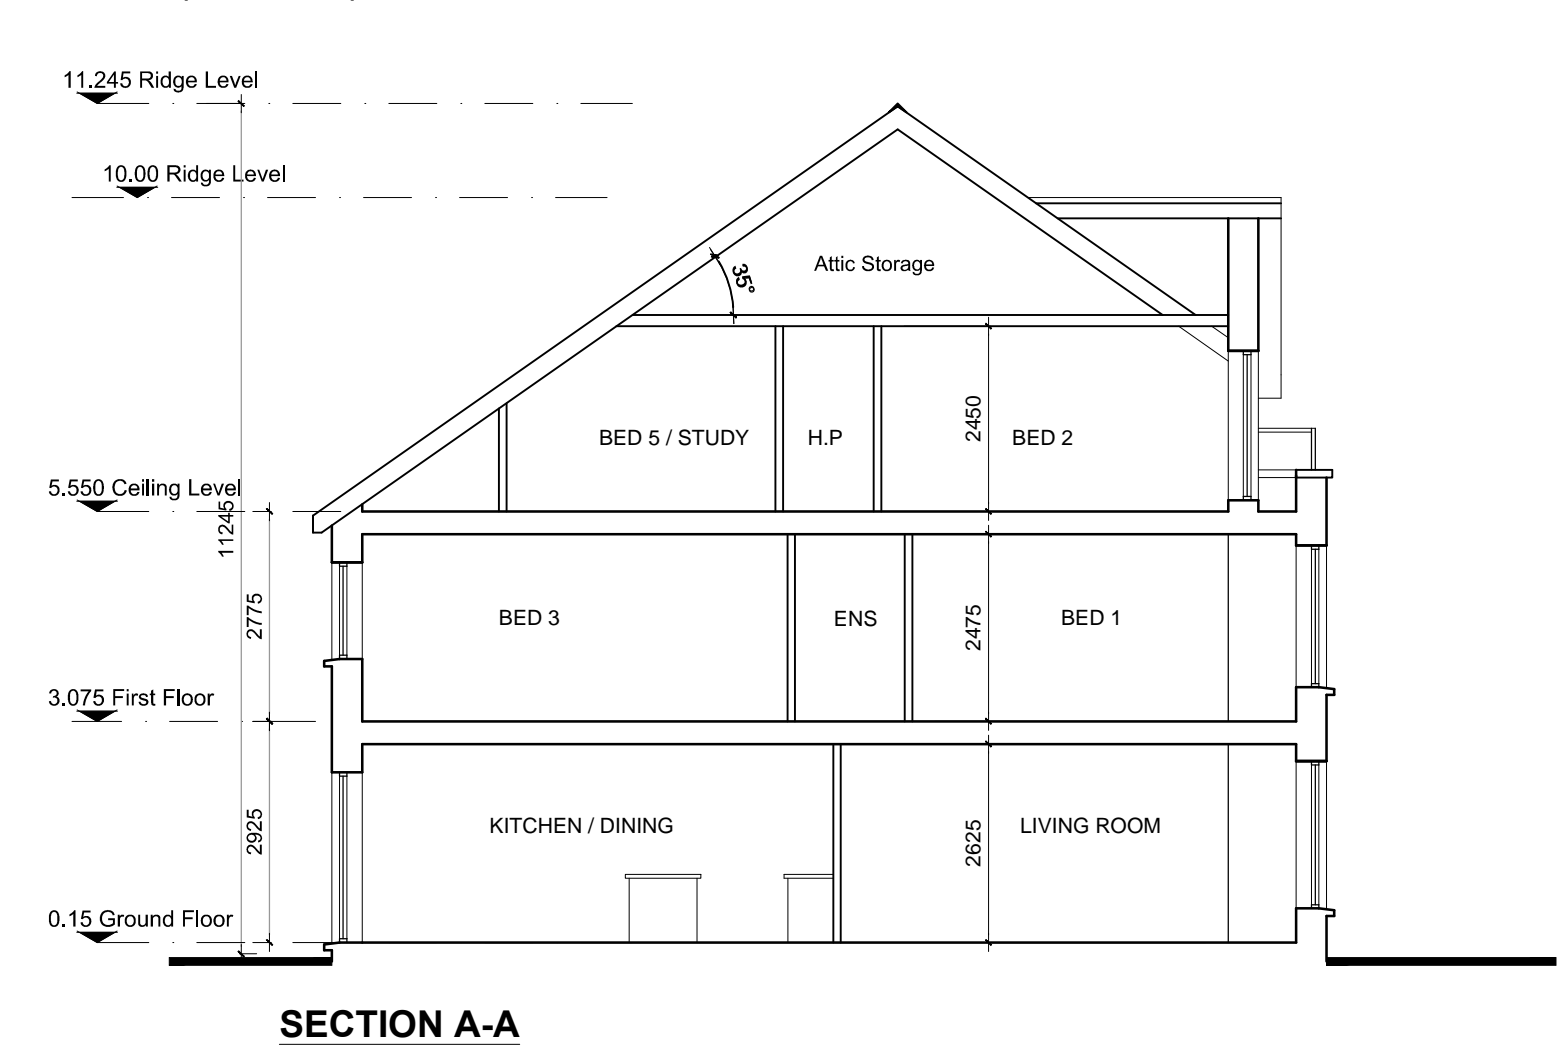 11.245 Ridge Level
10.00 Ridge Level
Attic Storage
35°
BED 5 / STUDY
H.P
2450
BED 2
5.550 Ceiling Level
11245
2775
BED 3
ENS
2475
BED 1
3.075 First Floor
2925
KITCHEN / DINING
2625
LIVING ROOM
0.15 Ground Floor
SECTION A-A